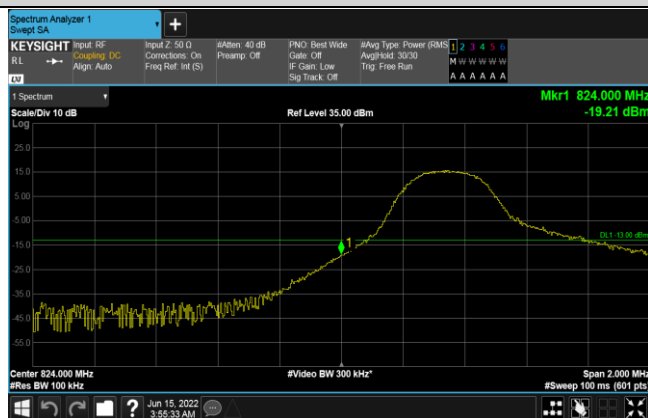 Spectrum Analyzer 1
Swept SA
+
KEYSIGHT
RL
Input: RF
Coupling: DC
Align: Auto
Input Z: 50 Ω
Corrections: On
Freq Ref: Int (S)
#Atten: 40 dB
Preamp: Off
PNO: Best Wide
Gate: Off
IF Gain: Low
Sig Track: Off
#Avg Type: Power (RMS
Avg|Hold: 30/30
Trig: Free Run
1 2 3 4 5 6
M W W W W W
A A A A A A
1 Spectrum
Scale/Div 10 dB
Ref Level 35.00 dBm
Mkr1 824.000 MHz
-19.21 dBm
Log
25.0
15.0
5.00
-5.00
-15.0
-25.0
-35.0
-45.0
-55.0
1
DL1 -13.00 dBm
Center 824.000 MHz
#Video BW 300 kHz*
Span 2.000 MHz
#Res BW 100 kHz
#Sweep 100 ms (601 pts)
?
Jun 15, 2022
3:55:33 AM